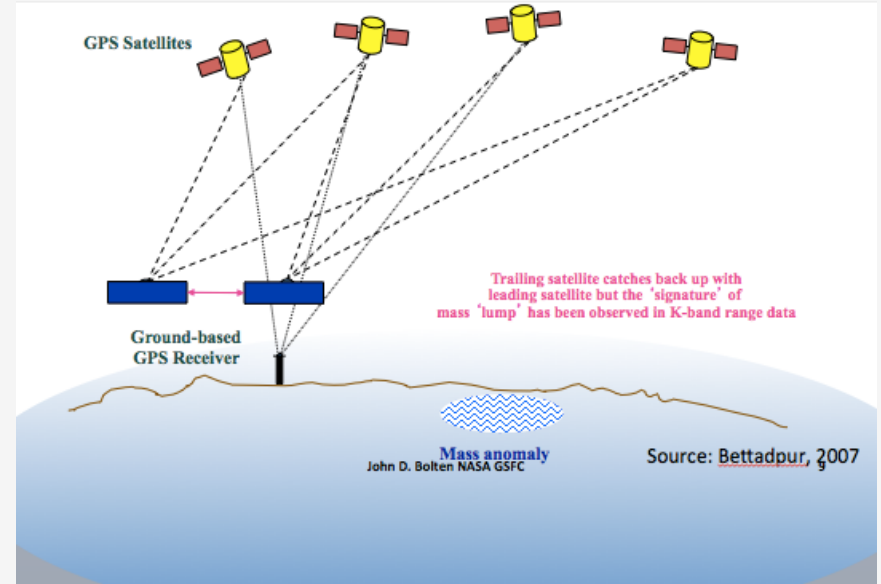 GPS Satellites
Trailing satellite catches back up with
leading satellite but the ‘signature’ of
mass ‘lump’ has been observed in K-band range data
Ground-based
GPS Receiver
Mass anomaly
John D. Bolten NASA GSFC
Source: Bettadpur, 2007
9